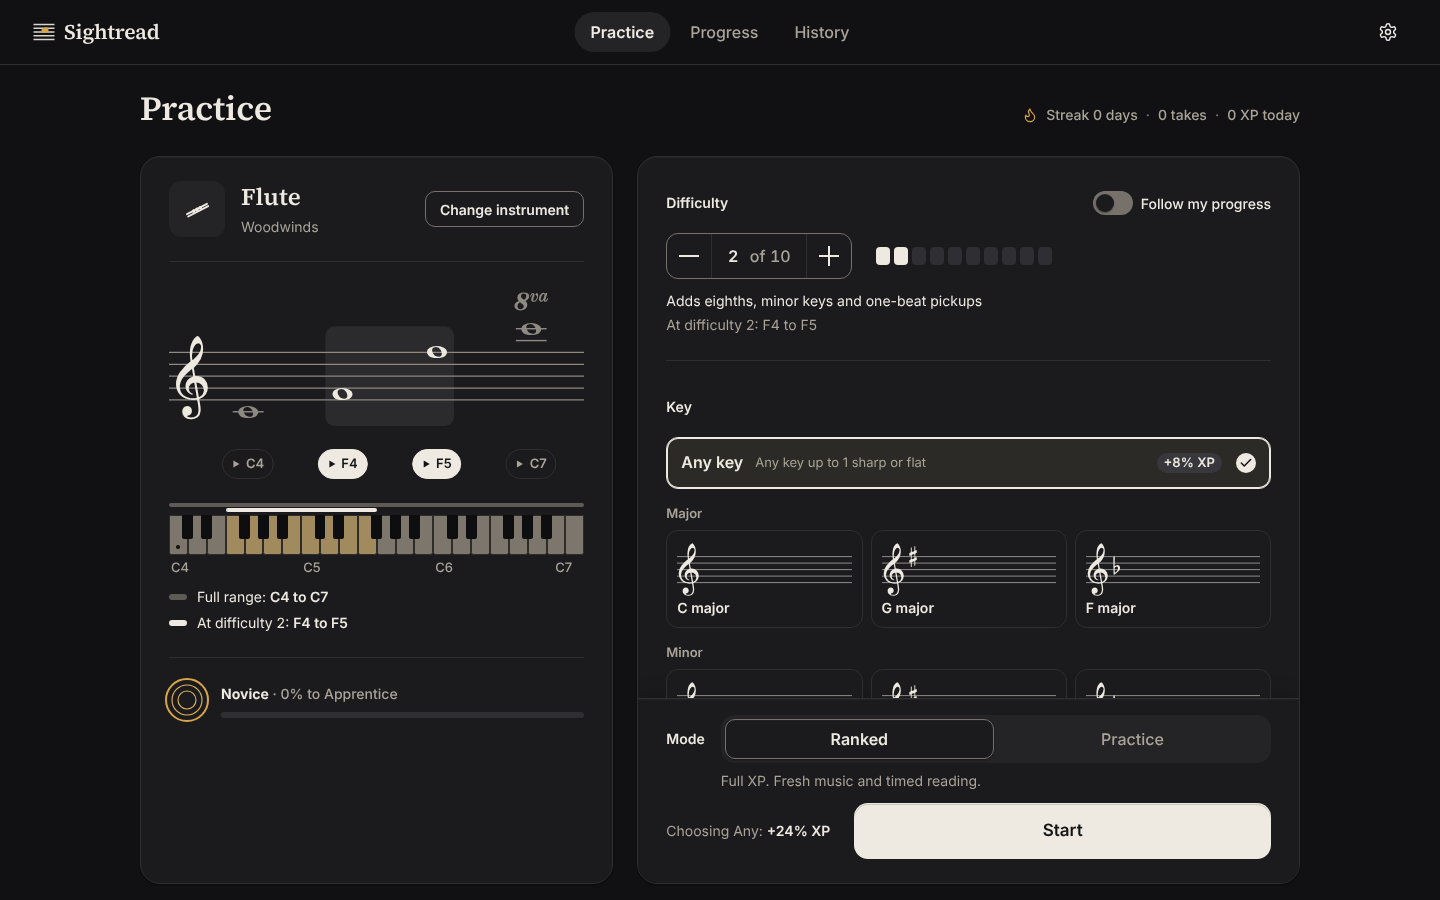 Sightread
Practice
Progress
History
Practice
Streak 0 days · 0 takes · 0 XP today
Flute
Woodwinds
Change instrument
8va
C4
F4
F5
C7
C4
C5
C6
C7
Full range: C4 to C7
At difficulty 2: F4 to F5
Novice · 0% to Apprentice
Difficulty
Follow my progress
2 of 10
Adds eighths, minor keys and one-beat pickups
At difficulty 2: F4 to F5
Key
Any key Any key up to 1 sharp or flat +8% XP
Major
C major
G major
F major
Minor
Mode
Ranked
Practice
Full XP. Fresh music and timed reading.
Choosing Any: +24% XP
Start